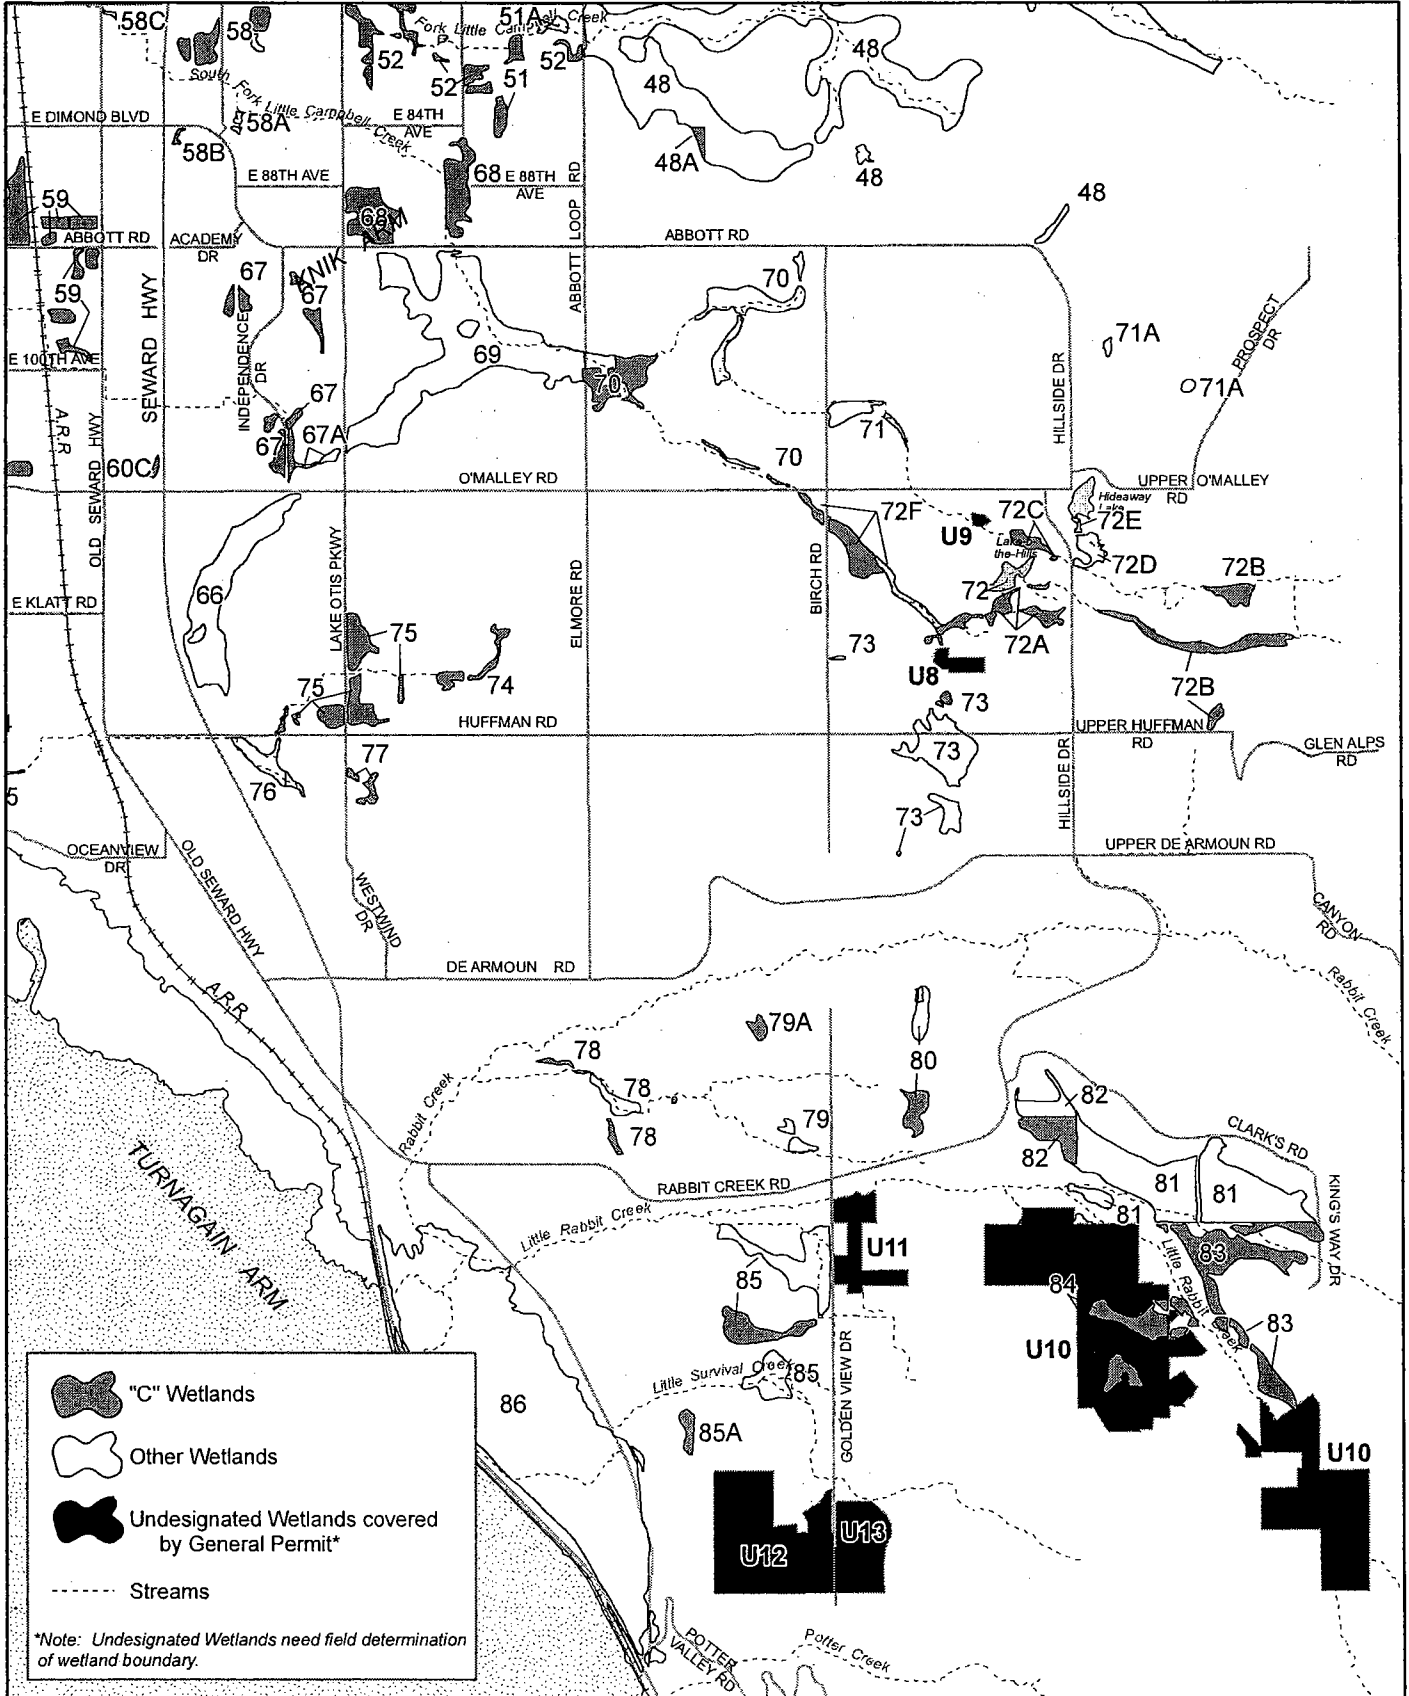 58C
58
51A
Fork Little Campbell Creek
52
52
52
51
48
48
South Fork Little Campbell Creek
E DIMOND BLVD
58A
58B
E 84TH
AVE
E 88TH AVE
68
E 88TH
AVE
48A
48
48
59
68
KNIK ARM
ABBOTT RD
ACADEMY
DR
ABBOTT LOOP RD
ABBOTT RD
59
SEWARD HWY
67
67
INDEPENDENCE
DR
E 100TH AVE
69
70
70
71A
71A
PROSPECT
DR
HILLSIDE DR
A.R.R
OLD SEWARD HWY
60C
67
67
67A
71
70
O'MALLEY RD
UPPER O'MALLEY
RD
Hideaway
Lake
72F
72C
72E
U9
Lake-o-
the-Hills
72D
72B
66
LAKE OTIS PKWY
ELMORE RD
BIRCH RD
E KLATT RD
72
72A
75
75
74
73
U8
73
72B
HUFFMAN RD
UPPER HUFFMAN
RD
GLEN ALPS
RD
76
77
73
73
HILLSIDE DR
5
OCEANVIEW
DR
OLD SEWARD HWY
WESTWIND
DR
UPPER DE ARMOUN RD
CANYON
RD
DE ARMOUN RD
Rabbit Creek
A.R.R
79A
80
78
78
78
79
82
82
Rabbit Creek
CLARK'S RD
KING'S WAY DR
TURNAGAIN ARM
RABBIT CREEK RD
81
81
81
Little Rabbit Creek
U11
85
83
84
Little Rabbit Creek
83
U10
GOLDEN VIEW DR
Little Survival Creek
85
86
85A
U10
U12
U13
POTTER
VALLEY RD
Potter Creek
"C" Wetlands
Other Wetlands
Undesignated Wetlands covered
by General Permit*
Streams
*Note: Undesignated Wetlands need field determination
of wetland boundary.